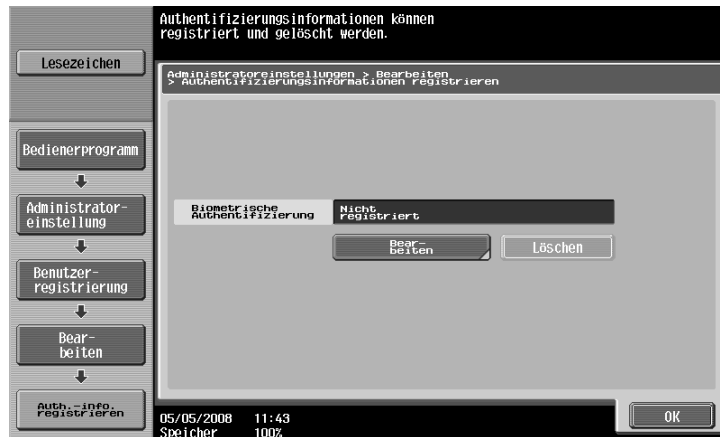 Authentifizierungsinformationen können
registriert und gelöscht werden.
Lesezeichen
Administratoreinstellungen > Bearbeiten
> Authentifizierungsinformationen registrieren
Bedienerprogramm
Administrator-
einstellung
Benutzer-
registrierung
Bear-
beiten
Auth.-info.
registrieren
Biometrische
Authentifizierung
Nicht
registriert
Bear-
beiten
Löschen
05/05/2008 11:43
Speicher 100%
OK